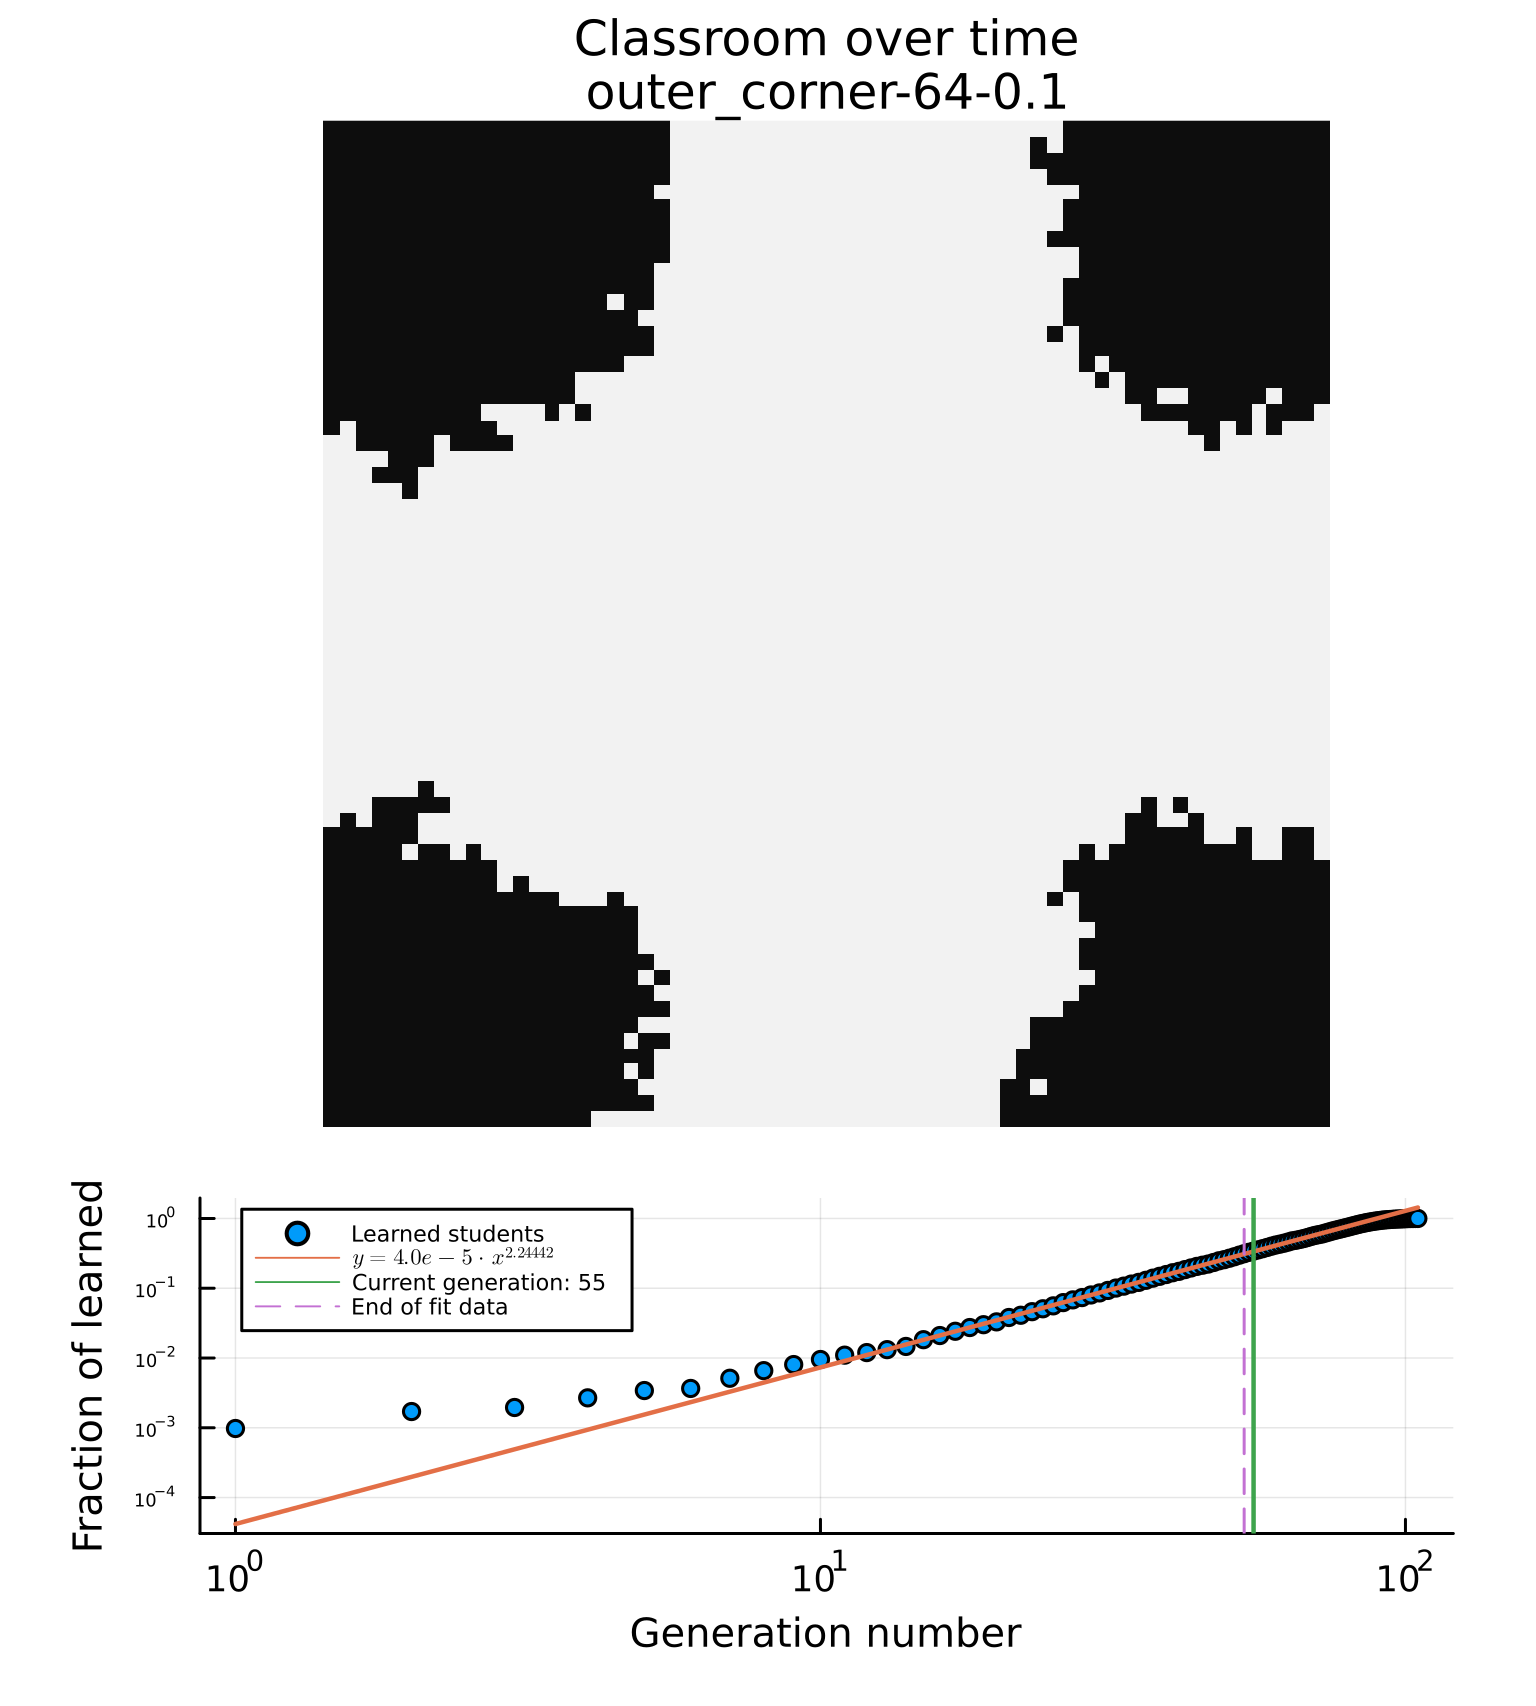 Classroom over time
outer_corner-64-0.1
Fraction of learned
10^0
10^-1
10^-2
10^-3
10^-4
Learned students
y = 4.0e − 5 · x^2.24442
Current generation: 55
End of fit data
10^0 10^1 10^2
Generation number